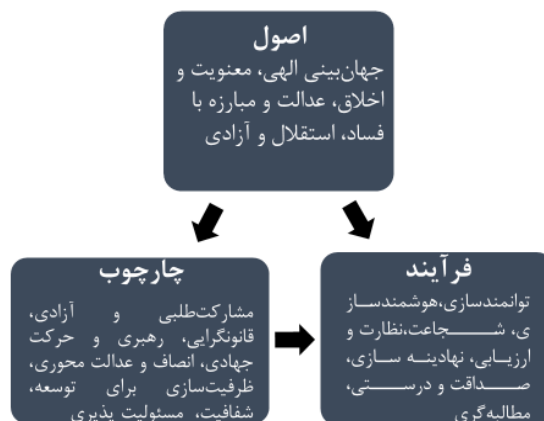 اصول
جهان‌بینی الهی، معنویت و
اخلاق، عدالت و مبارزه با
فساد، استقلال و آزادی
فرآیند
توانمندسازی،هوشمندساز
ی، شجاعت،نظارت و
ارزیابی، نهادینه سازی،
صداقت و درستی،
مطالبه‌گری
چارچوب
مشارکت‌طلبی و آزادی،
قانونگرایی، رهبری و حرکت
جهادی، انصاف و عدالت محوری،
ظرفیت‌سازی برای توسعه،
شفافیت، مسئولیت پذیری